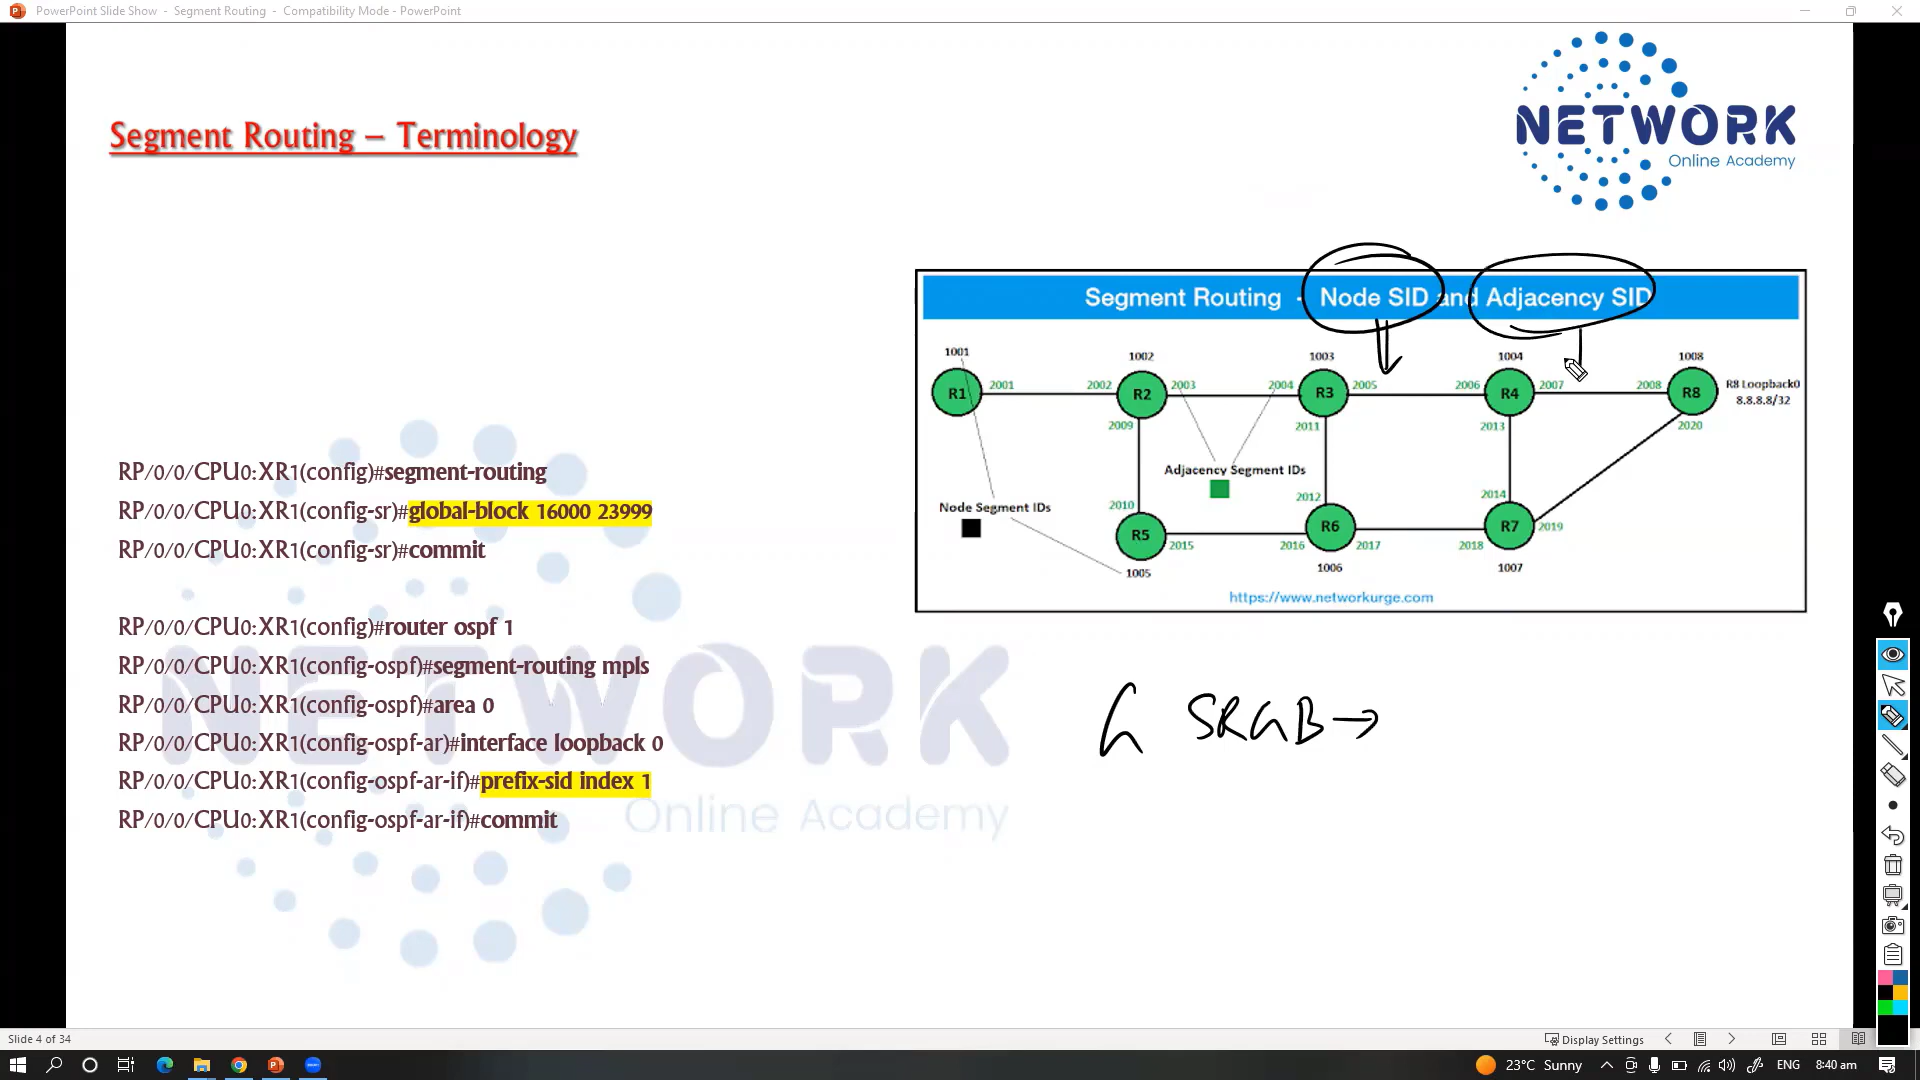 PowerPoint Slide Show - Segment Routing - Compatibility Mode - PowerPoint
NETWORK
Online Academy
Segment Routing – Terminology
Segment Routing - Node SID and Adjacency SID
1001
1002
1003
1004
1008
R1
2001
2002
R2
2003
2004
R3
2005
2006
R4
2007
2008
R8
R8 Loopback0
8.8.8.8/32
2009
2011
2013
2020
Adjacency Segment IDs
Node Segment IDs
2010
2012
2014
R5
2015
2016
R6
2017
2018
R7
2019
1005
1006
1007
https://www.networkurge.com
RP/0/0/CPU0:XR1(config)#segment-routing
RP/0/0/CPU0:XR1(config-sr)#global-block 16000 23999
RP/0/0/CPU0:XR1(config-sr)#commit
RP/0/0/CPU0:XR1(config)#router ospf 1
RP/0/0/CPU0:XR1(config-ospf)#segment-routing mpls
RP/0/0/CPU0:XR1(config-ospf)#area 0
RP/0/0/CPU0:XR1(config-ospf-ar)#interface loopback 0
RP/0/0/CPU0:XR1(config-ospf-ar-if)#prefix-sid index 1
RP/0/0/CPU0:XR1(config-ospf-ar-if)#commit
NETWORK
Online Academy
SRGB→
Slide 4 of 34
Display Settings
23°C Sunny
ENG
8:40 am